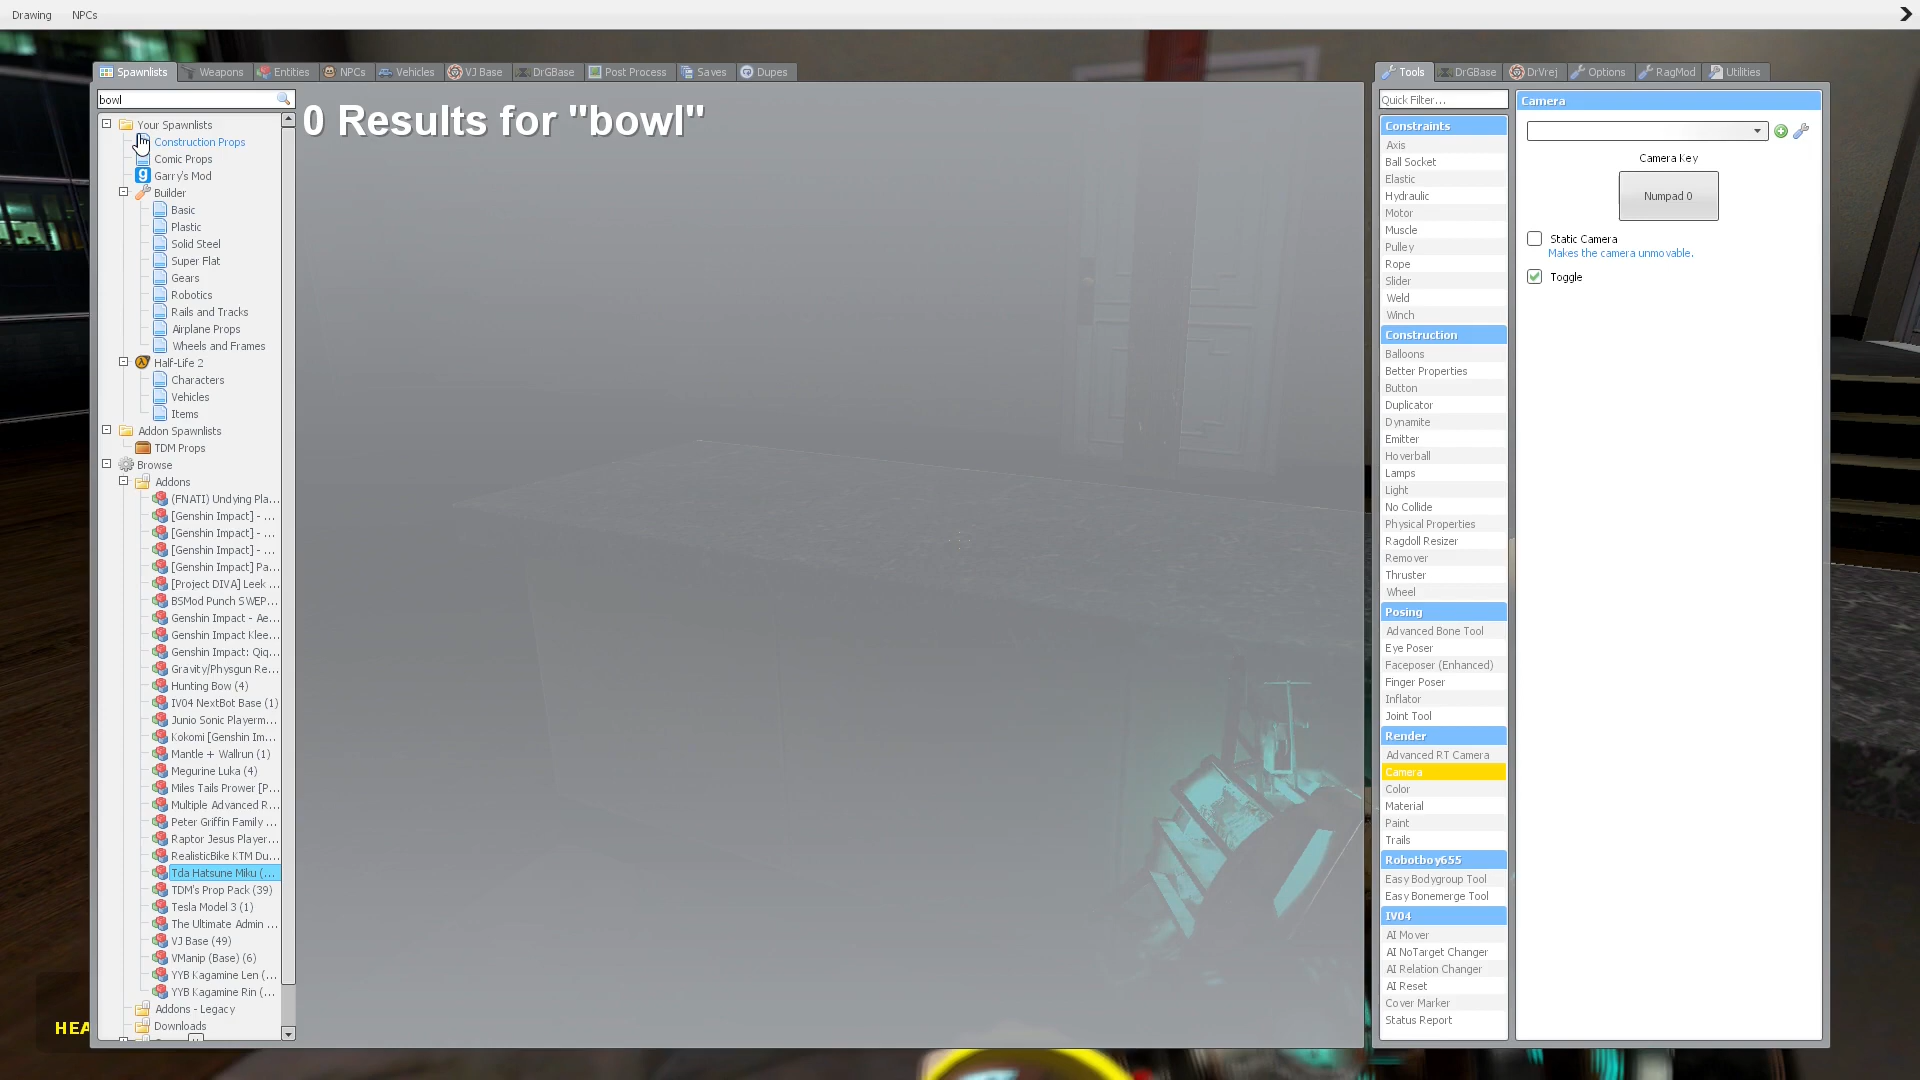 Drawing NPCs
Spawnlists Weapons Entities NPCs Vehicles VJ Base DrGBase Post Process Saves Dupes
bowl
0 Results for "bowl"
Your Spawnlists
Construction Props
Comic Props
Garry's Mod
Builder
Basic
Plastic
Solid Steel
Super Flat
Gears
Robotics
Rails and Tracks
Airplane Props
Wheels and Frames
Half-Life 2
Characters
Vehicles
Items
Addon Spawnlists
TDM Props
Browse
Addons
(FNATI) Undying Pla...
[Genshin Impact] - ...
[Genshin Impact] - ...
[Genshin Impact] - ...
[Genshin Impact] Pa...
[Project DIVA] Leek ...
BSMod Punch SWEP...
Genshin Impact - Ae...
Genshin Impact Klee...
Genshin Impact: Qiq...
Gravity/Physgun Re...
Hunting Bow (4)
IV04 NextBot Base (1)
Junio Sonic Playerm...
Kokomi [Genshin Im...
Mantle + Wallrun (1)
Megurine Luka (4)
Miles Tails Prower [P...
Multiple Advanced R...
Peter Griffin Family ...
Raptor Jesus Player...
RealisticBike KTM Du...
Tda Hatsune Miku (...
TDM's Prop Pack (39)
Tesla Model 3 (1)
The Ultimate Admin ...
VJ Base (49)
VManip (Base) (6)
YYB Kagamine Len (...
YYB Kagamine Rin (...
Addons - Legacy
Downloads
HEA
Tools DrGBase DrVrej Options RagMod Utilities
Quick Filter...
Constraints
Axis
Ball Socket
Elastic
Hydraulic
Motor
Muscle
Pulley
Rope
Slider
Weld
Winch
Construction
Balloons
Better Properties
Button
Duplicator
Dynamite
Emitter
Hoverball
Lamps
Light
No Collide
Physical Properties
Ragdoll Resizer
Remover
Thruster
Wheel
Posing
Advanced Bone Tool
Eye Poser
Faceposer (Enhanced)
Finger Poser
Inflator
Joint Tool
Render
Advanced RT Camera
Camera
Color
Material
Paint
Trails
Robotboy655
Easy Bodygroup Tool
Easy Bonemerge Tool
IV04
AI Mover
AI NoTarget Changer
AI Relation Changer
AI Reset
Cover Marker
Status Report
Camera
Camera Key
Numpad 0
Static Camera
Makes the camera unmovable.
Toggle